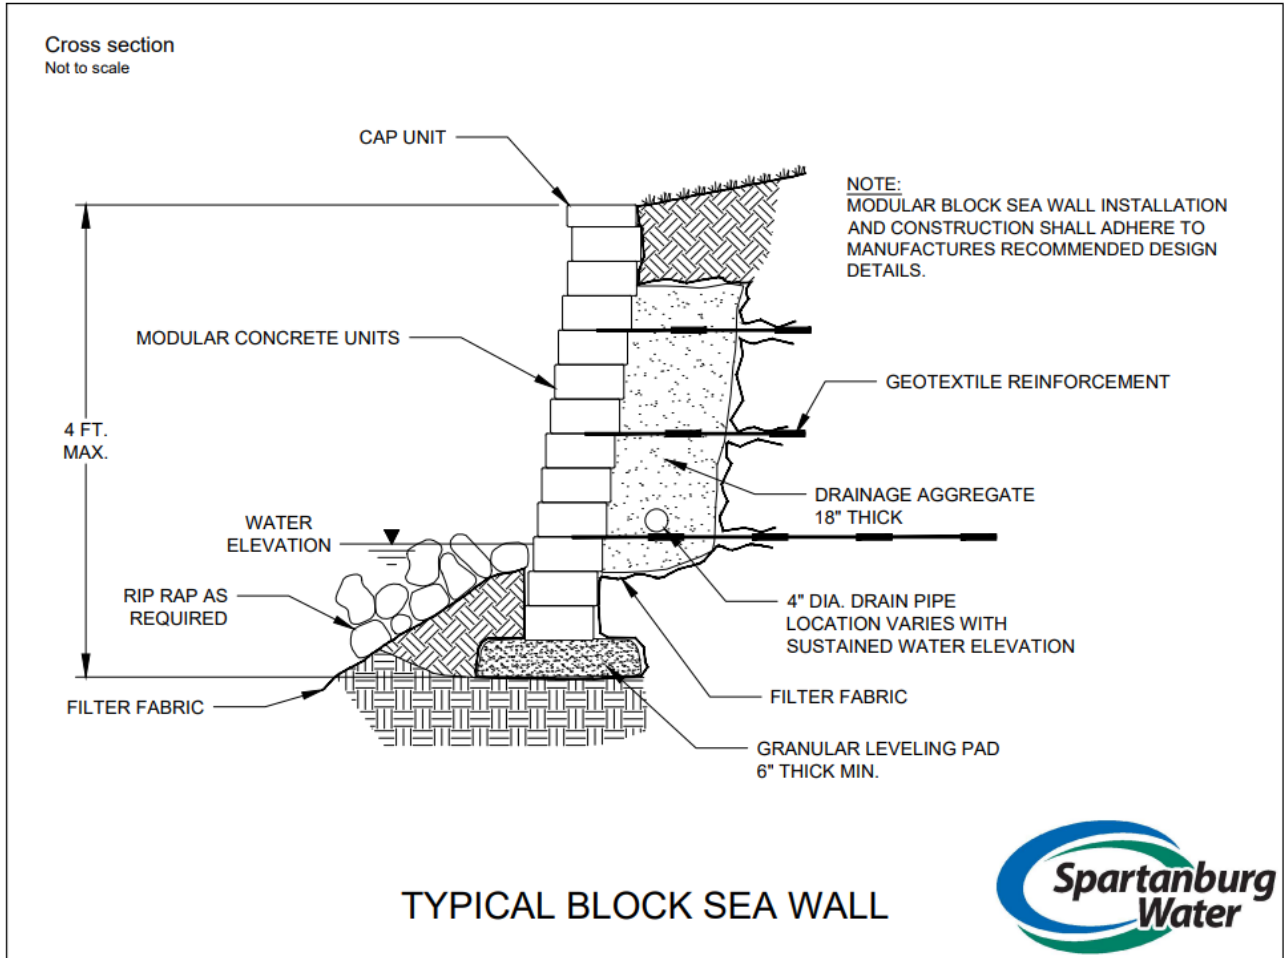 Cross section
Not to scale
CAP UNIT
NOTE:
MODULAR BLOCK SEA WALL INSTALLATION
AND CONSTRUCTION SHALL ADHERE TO
MANUFACTURES RECOMMENDED DESIGN
DETAILS.
MODULAR CONCRETE UNITS
GEOTEXTILE REINFORCEMENT
4 FT.
MAX.
DRAINAGE AGGREGATE
18" THICK
WATER
ELEVATION
RIP RAP AS
REQUIRED
4" DIA. DRAIN PIPE
LOCATION VARIES WITH
SUSTAINED WATER ELEVATION
FILTER FABRIC
FILTER FABRIC
GRANULAR LEVELING PAD
6" THICK MIN.
TYPICAL BLOCK SEA WALL
Spartanburg
Water